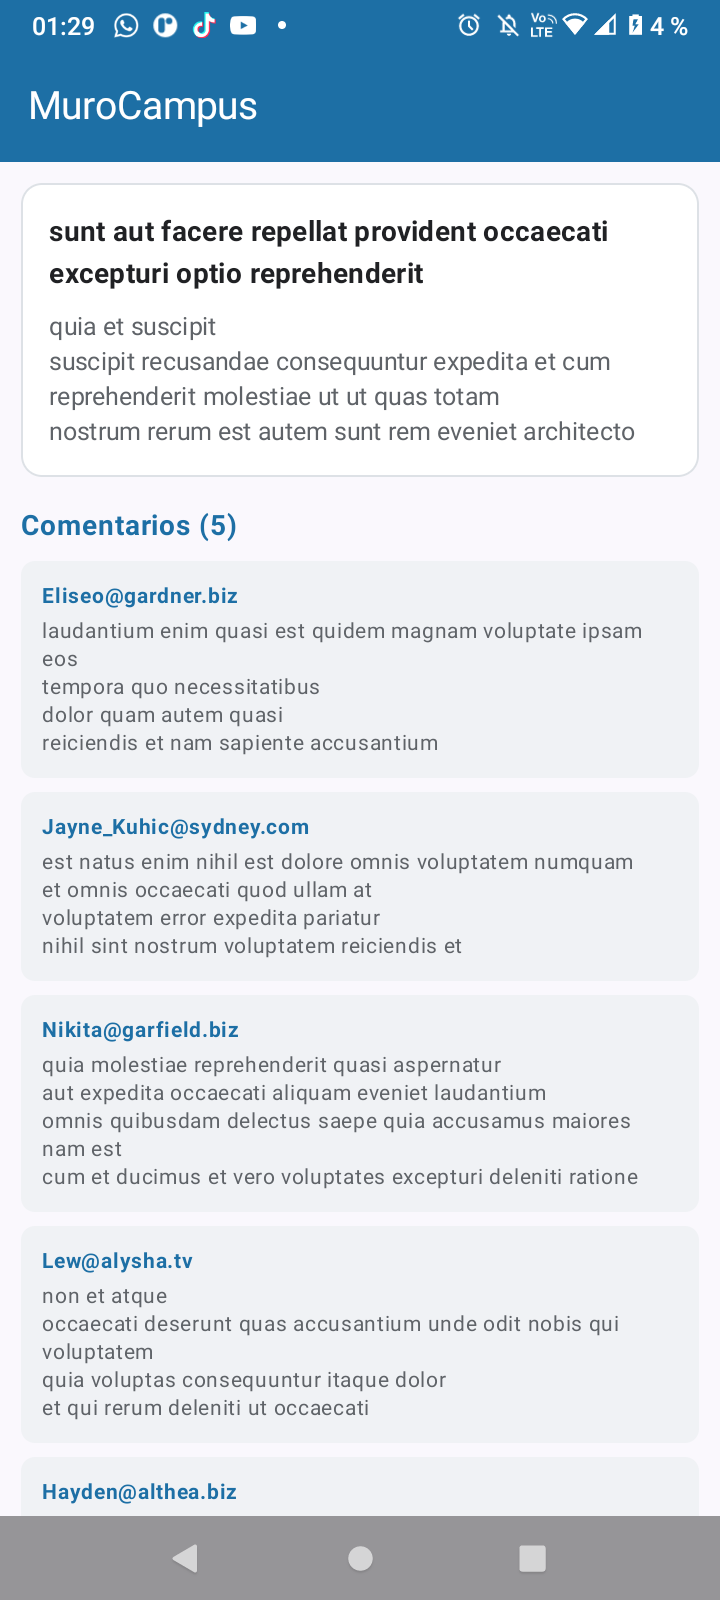 01:29
Vo LTE
4 %
MuroCampus
sunt aut facere repellat provident occaecati
excepturi optio reprehenderit
quia et suscipit
suscipit recusandae consequuntur expedita et cum
reprehenderit molestiae ut ut quas totam
nostrum rerum est autem sunt rem eveniet architecto
Comentarios (5)
Eliseo@gardner.biz
laudantium enim quasi est quidem magnam voluptate ipsam
eos
tempora quo necessitatibus
dolor quam autem quasi
reiciendis et nam sapiente accusantium
Jayne_Kuhic@sydney.com
est natus enim nihil est dolore omnis voluptatem numquam
et omnis occaecati quod ullam at
voluptatem error expedita pariatur
nihil sint nostrum voluptatem reiciendis et
Nikita@garfield.biz
quia molestiae reprehenderit quasi aspernatur
aut expedita occaecati aliquam eveniet laudantium
omnis quibusdam delectus saepe quia accusamus maiores
nam est
cum et ducimus et vero voluptates excepturi deleniti ratione
Lew@alysha.tv
non et atque
occaecati deserunt quas accusantium unde odit nobis qui
voluptatem
quia voluptas consequuntur itaque dolor
et qui rerum deleniti ut occaecati
Hayden@althea.biz